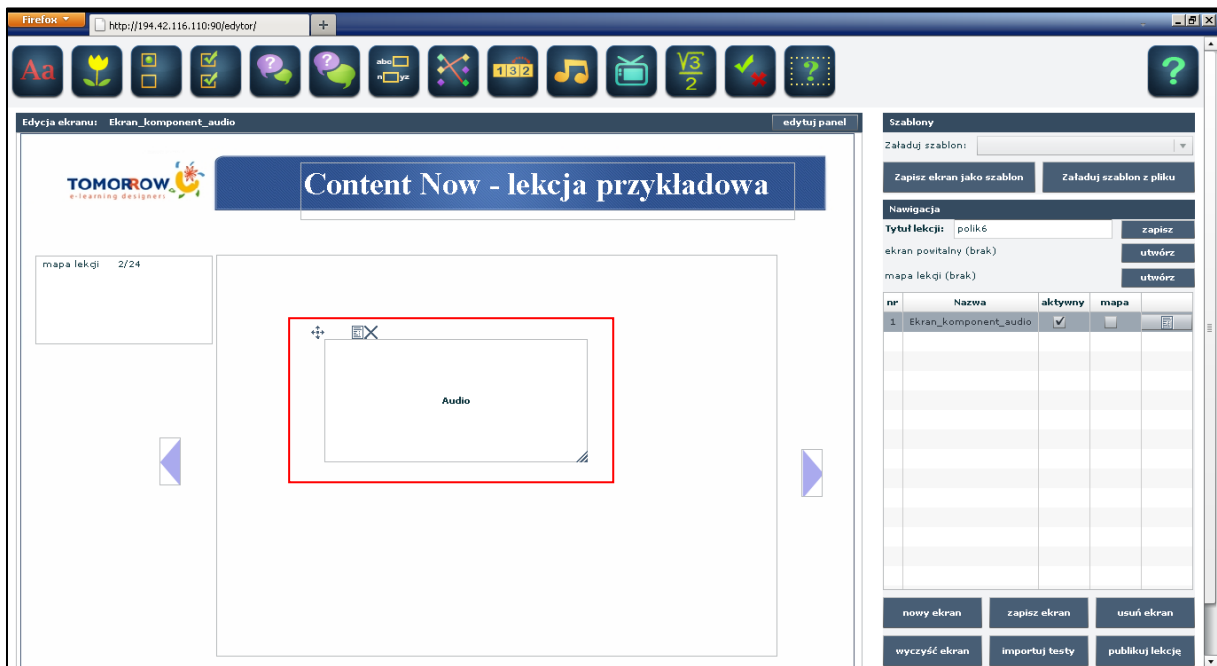 Firefox
http://194.42.116.110:90/edytor/
Aa
abc
n yz
1 3 2
√3
2
?
?
Edycja ekranu: Ekran_komponent_audio
edytuj panel
TOMORROW
e-learning designers
Content Now - lekcja przykładowa
mapa lekcji 2/24
Audio
Szablony
Załaduj szablon:
Zapisz ekran jako szablon
Załaduj szablon z pliku
Nawigacja
Tytuł lekcji: polik6 zapisz
ekran powitalny (brak) utwórz
mapa lekcji (brak) utwórz
nr Nazwa aktywny mapa
1 Ekran_komponent_audio
nowy ekran zapisz ekran usuń ekran
wyczyść ekran importuj testy publikuj lekcję